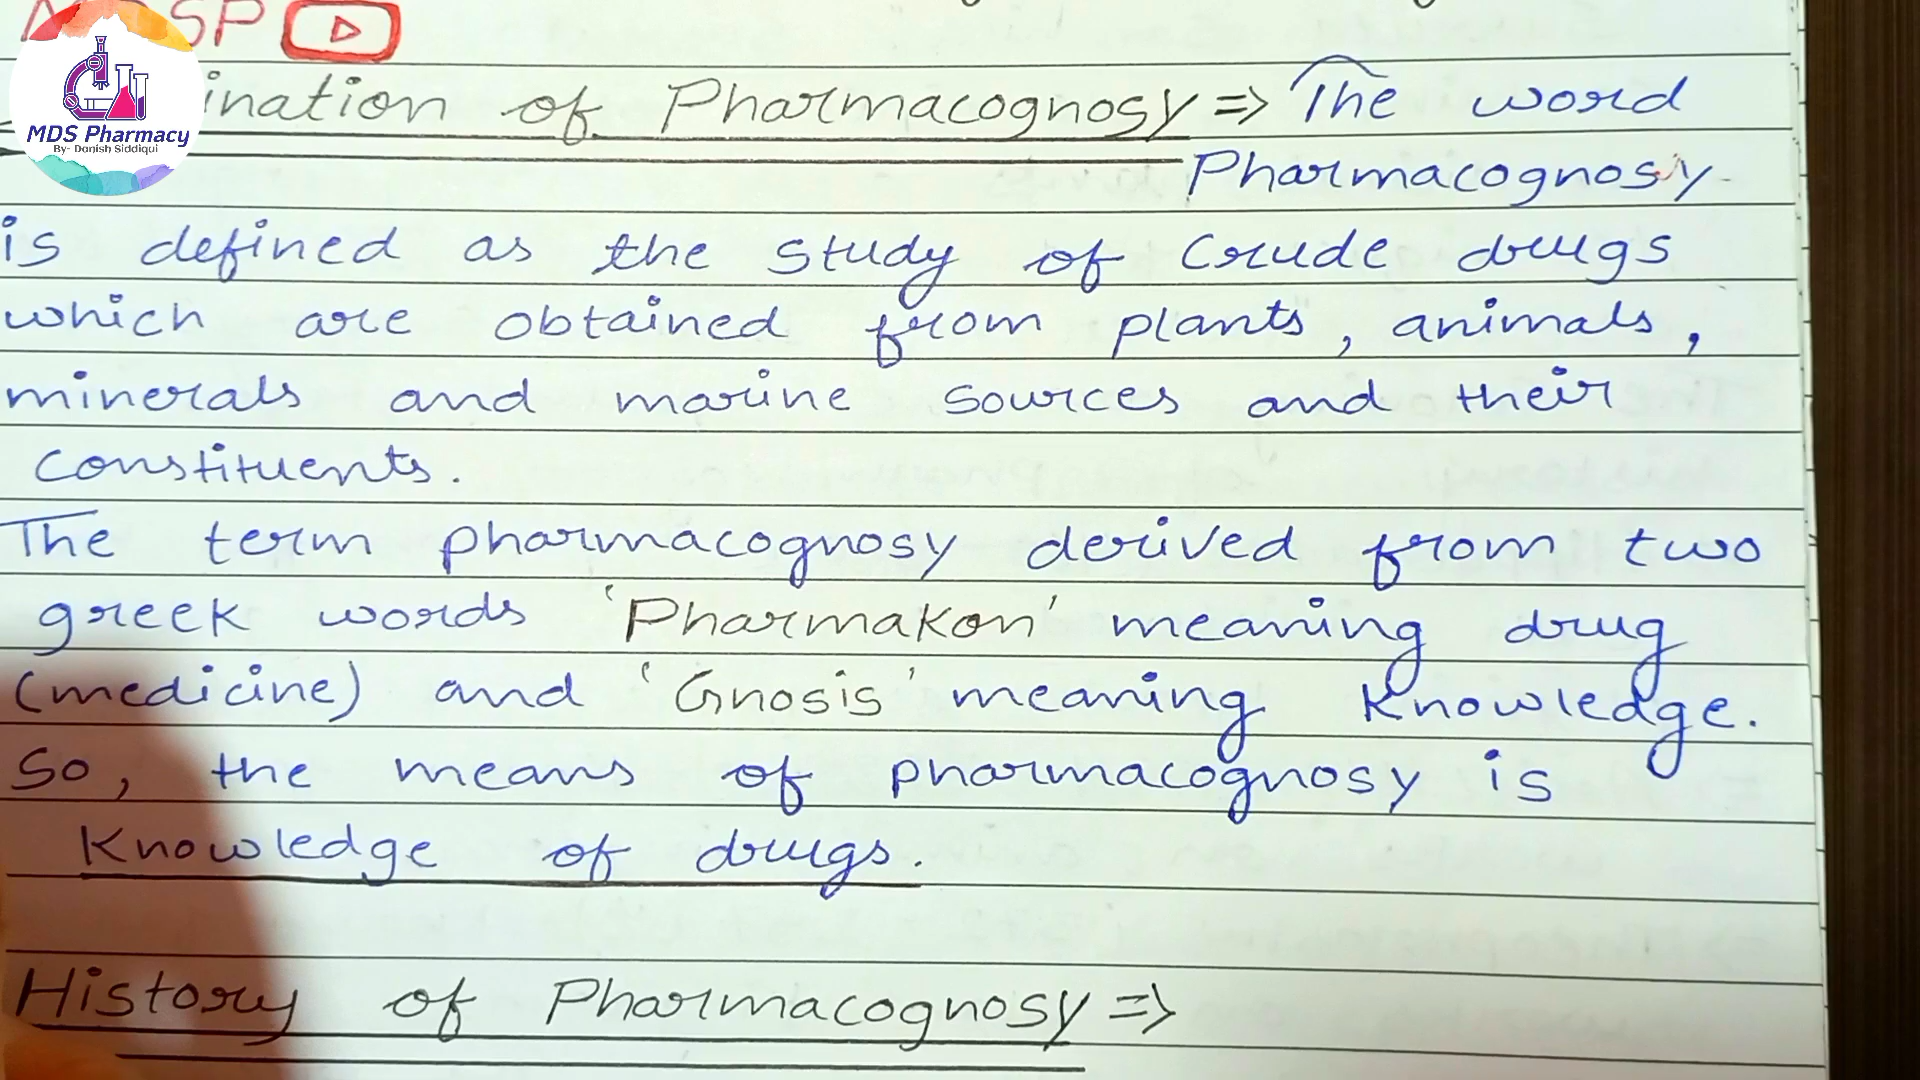 SP
MDS Pharmacy
By- Danish Siddiqui
ination of Pharmacognosy => The word
Pharmacognosy
is defined as the study of Crude drugs
which are obtained from plants, animals,
minerals and marine sources and their
constituents.
The term pharmacognosy derived from two
greek words 'Pharmakon' meaning drug
(medicine) and 'Gnosis' meaning Knowledge.
So, the means of pharmacognosy is
Knowledge of drugs.
History of Pharmacognosy =>